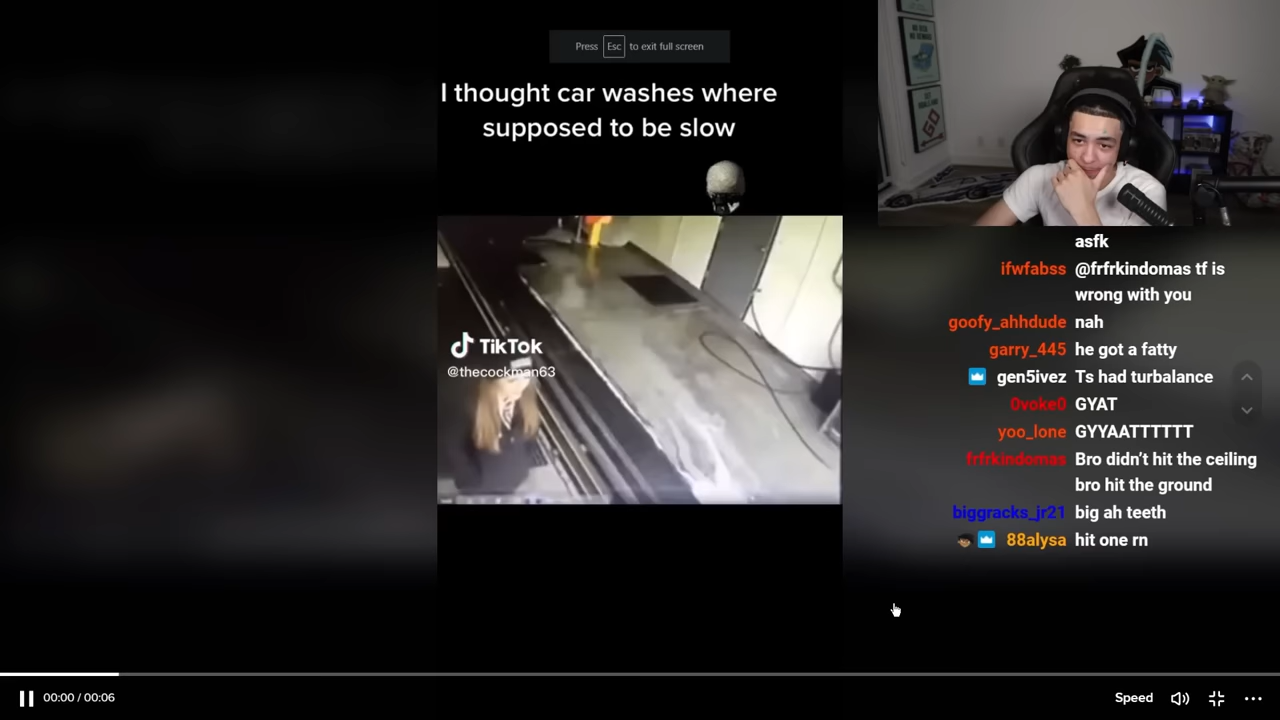 Press Esc to exit full screen
I thought car washes where
supposed to be slow
TikTok
@thecockman63
GO
asfk
ifwfabss @frfrkindomas tf is
wrong with you
goofy_ahhdude nah
garry_445 he got a fatty
gen5ivez Ts had turbalance
0voke0 GYAT
yoo_lone GYYAATTTTTT
frfrkindomas Bro didn't hit the ceiling
bro hit the ground
biggracks_jr21 big ah teeth
88alysa hit one rn
00:00 / 00:06
Speed